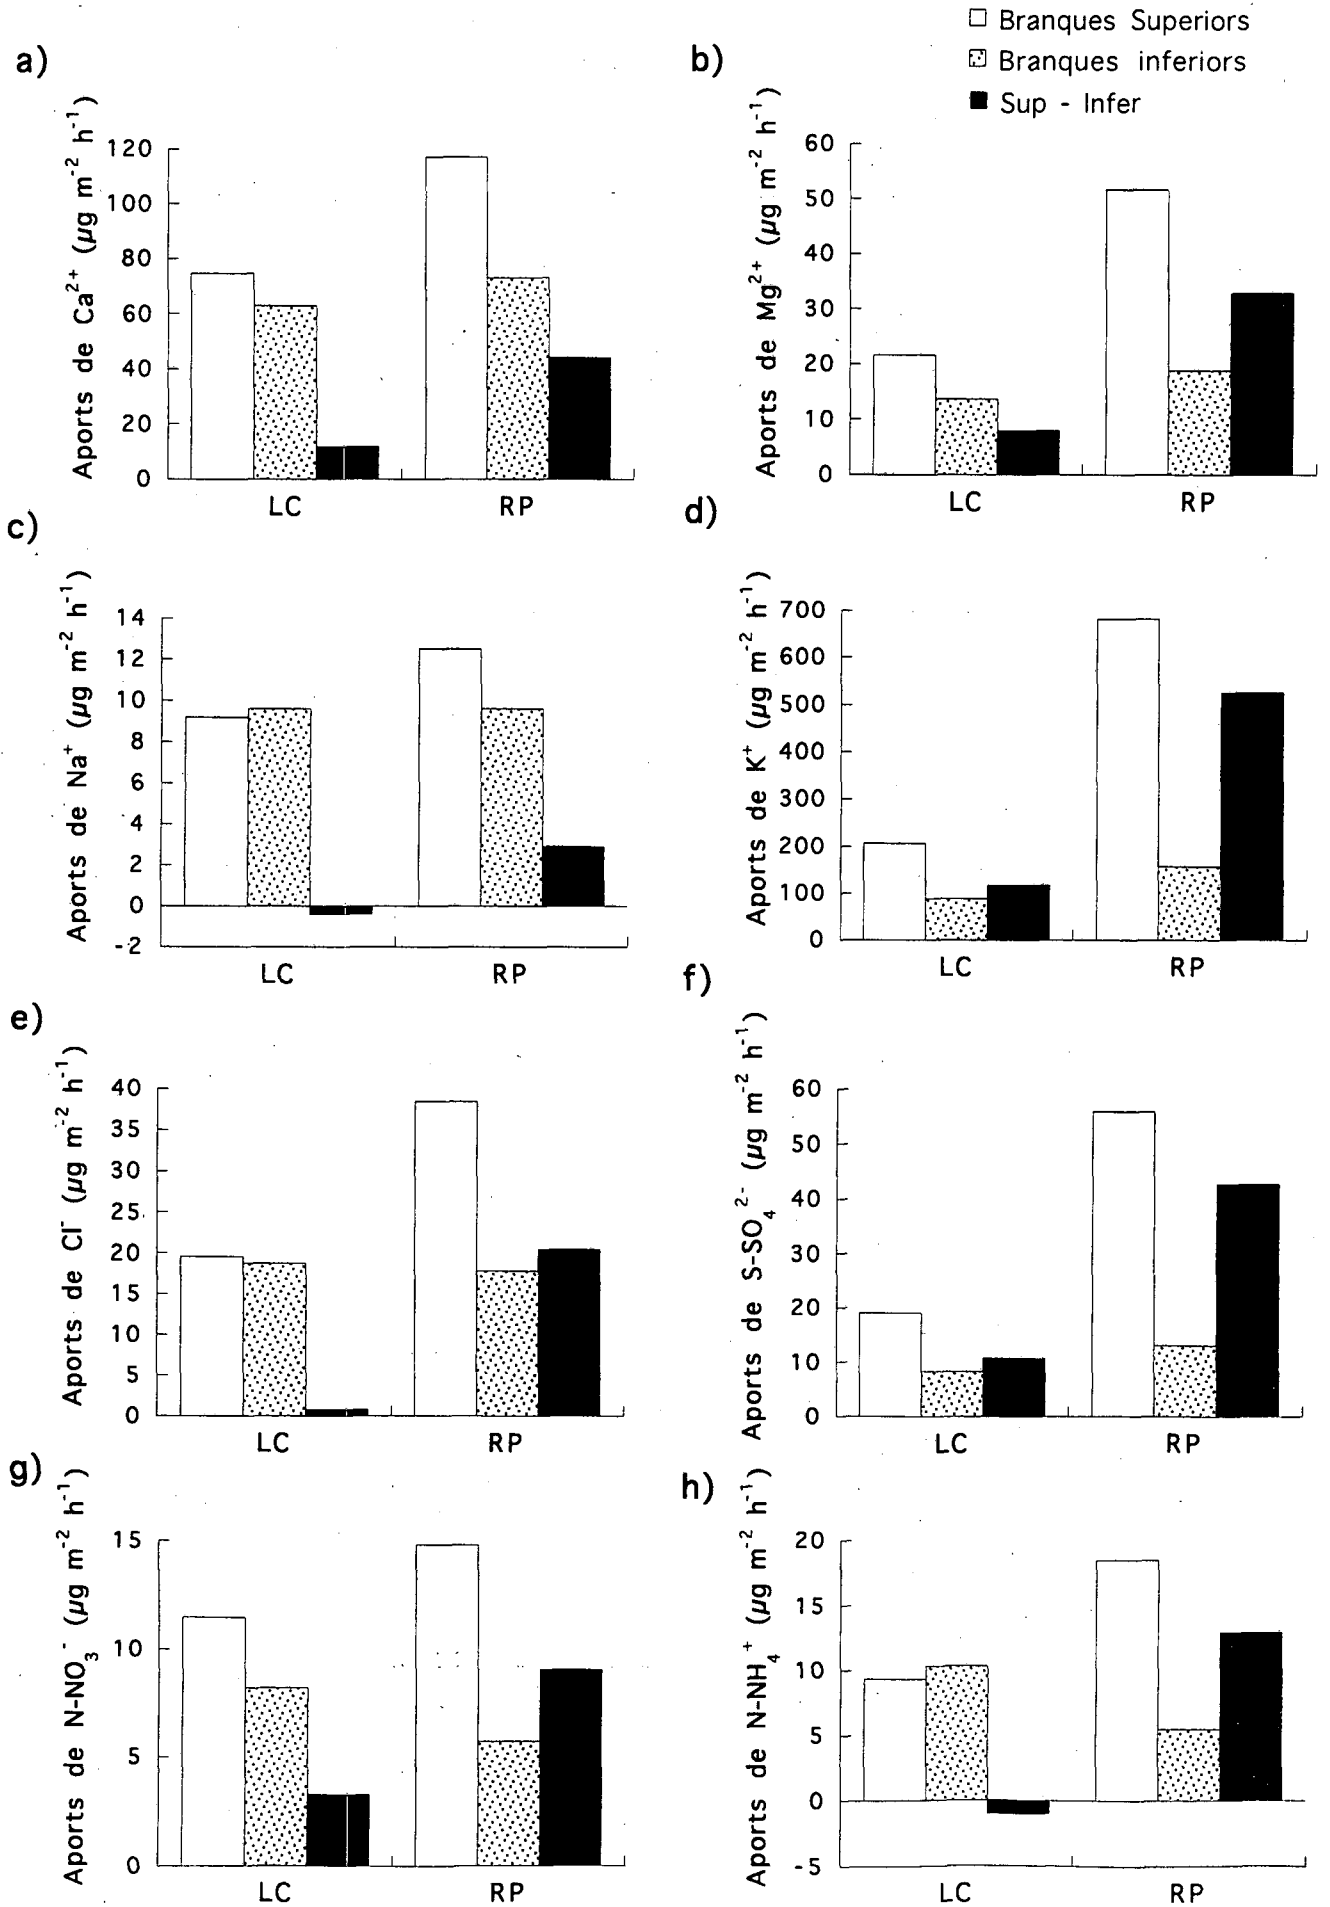 Branques Superiors
Branques inferiors
Sup - Infer
a)
Aports de Ca²⁺ (µg m⁻² h⁻¹)
120
100
80
60
40
20
0
LC RP
b)
Aports de Mg²⁺ (µg m⁻² h⁻¹)
60
50
40
30
20
10
0
LC RP
c)
Aports de Na⁺ (µg m⁻² h⁻¹)
14
12
10
8
6
4
2
0
-2
LC RP
d)
Aports de K⁺ (µg m⁻² h⁻¹)
700
600
500
400
300
200
100
0
LC RP
e)
Aports de Cl⁻ (µg m⁻² h⁻¹)
40
35
30
25
20
15
10
5
0
LC RP
f)
Aports de S-SO₄²⁻ (µg m⁻² h⁻¹)
60
50
40
30
20
10
0
LC RP
g)
Aports de N-NO₃⁻ (µg m⁻² h⁻¹)
15
10
5
0
LC RP
h)
Aports de N-NH₄⁺ (µg m⁻² h⁻¹)
20
15
10
5
0
-5
LC RP